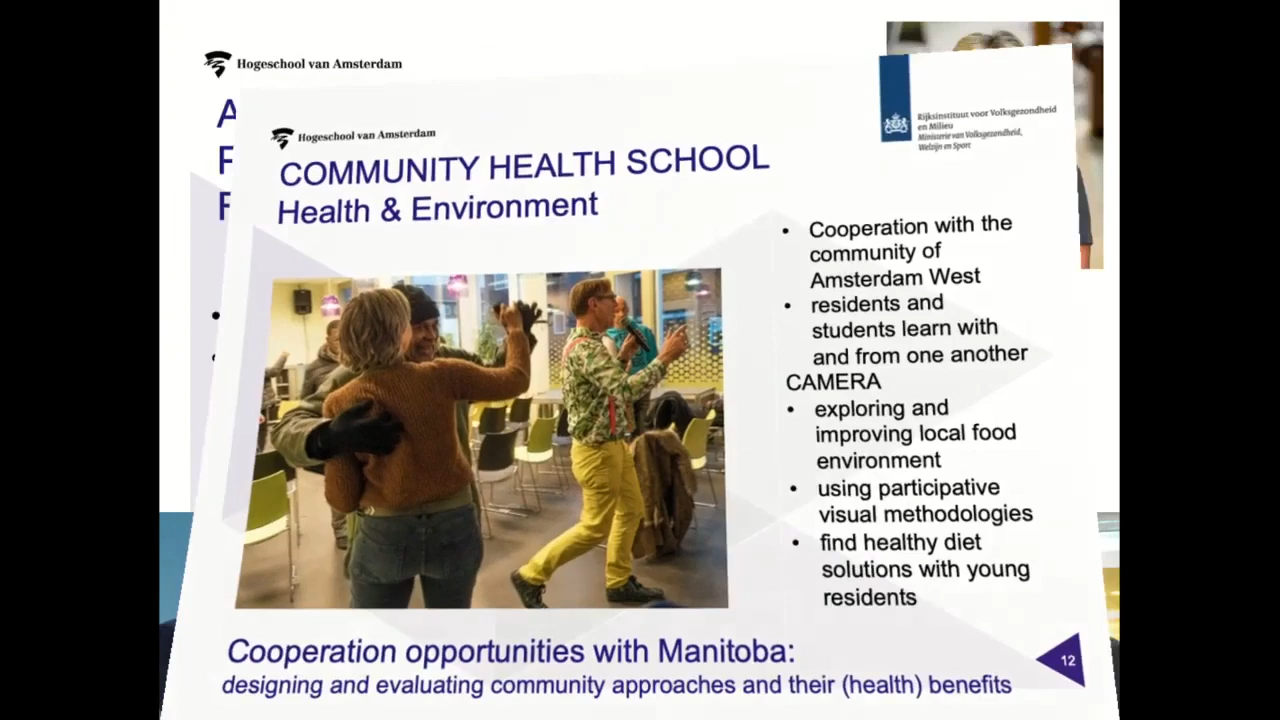 Hogeschool van Amsterdam
A
F
F
Hogeschool van Amsterdam
Rijksinstituut voor Volksgezondheid
en Milieu
Ministerie van Volksgezondheid,
Welzijn en Sport
COMMUNITY HEALTH SCHOOL
Health & Environment
• Cooperation with the
community of
Amsterdam West
• residents and
students learn with
and from one another
CAMERA
• exploring and
improving local food
environment
• using participative
visual methodologies
• find healthy diet
solutions with young
residents
Cooperation opportunities with Manitoba:
designing and evaluating community approaches and their (health) benefits
12